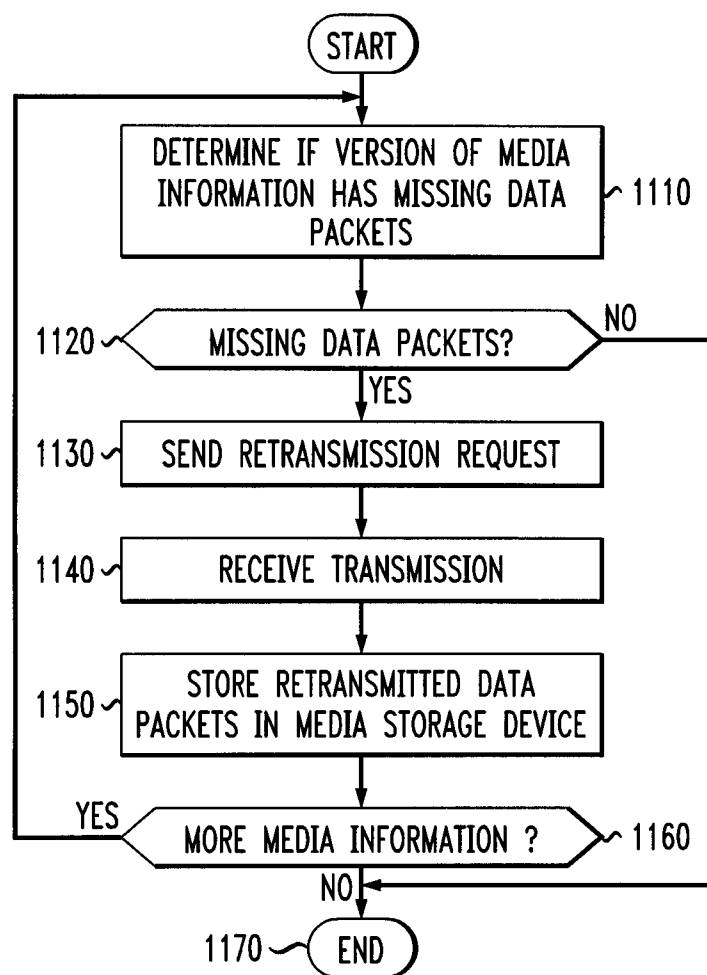 START
DETERMINE IF VERSION OF MEDIA
INFORMATION HAS MISSING DATA
PACKETS
1110
1120
MISSING DATA PACKETS?
NO
YES
1130
SEND RETRANSMISSION REQUEST
1140
RECEIVE TRANSMISSION
1150
STORE RETRANSMITTED DATA
PACKETS IN MEDIA STORAGE DEVICE
YES
MORE MEDIA INFORMATION ?
1160
NO
1170
END